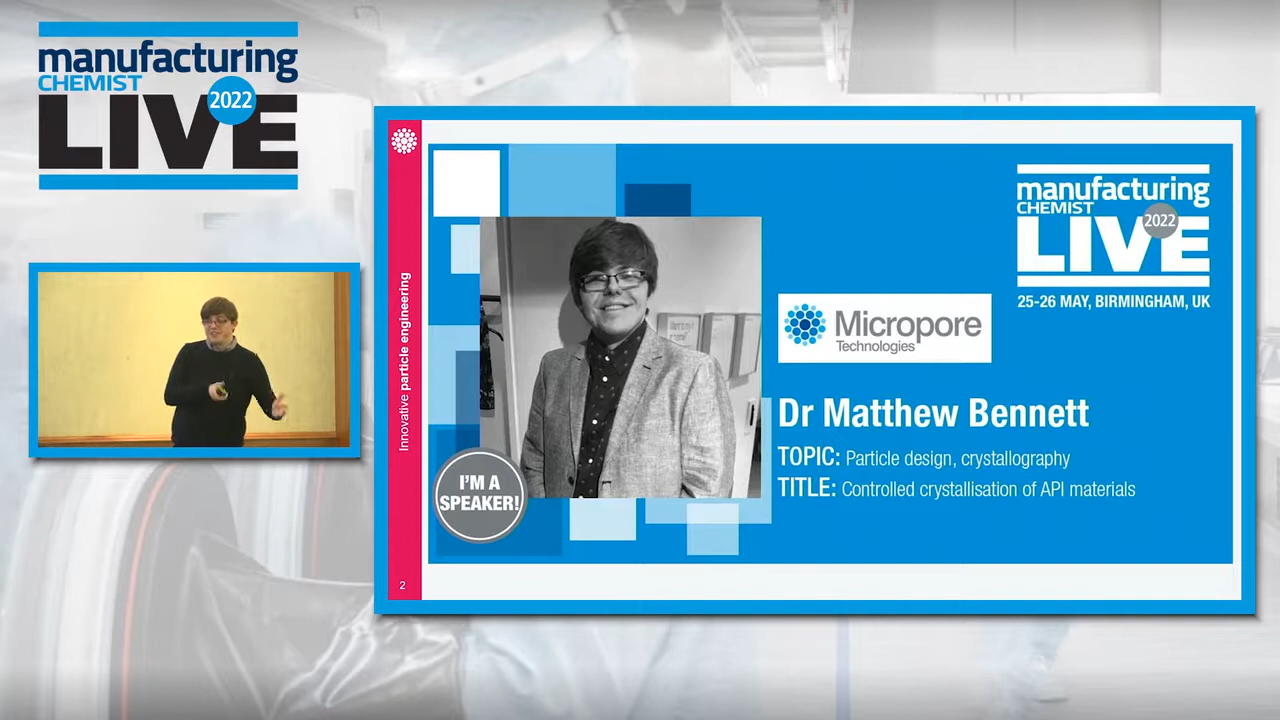 manufacturing
CHEMIST
2022
LIVE
Innovative particle engineering
2
I'M A
SPEAKER!
manufacturing
CHEMIST
2022
LIVE
25-26 MAY, BIRMINGHAM, UK
Micropore
Technologies
Dr Matthew Bennett
TOPIC: Particle design, crystallography
TITLE: Controlled crystallisation of API materials